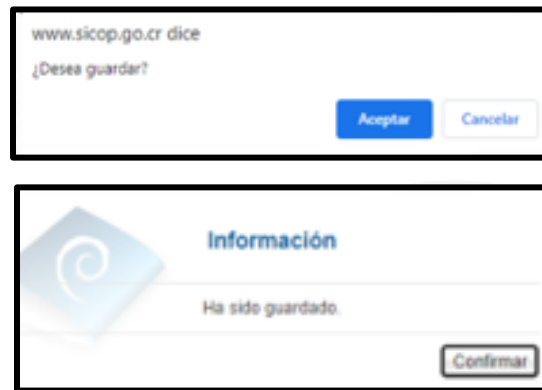 www.sicop.go.cr dice
¿Desea guardar?
Aceptar Cancelar
Información
Ha sido guardado.
Confirmar